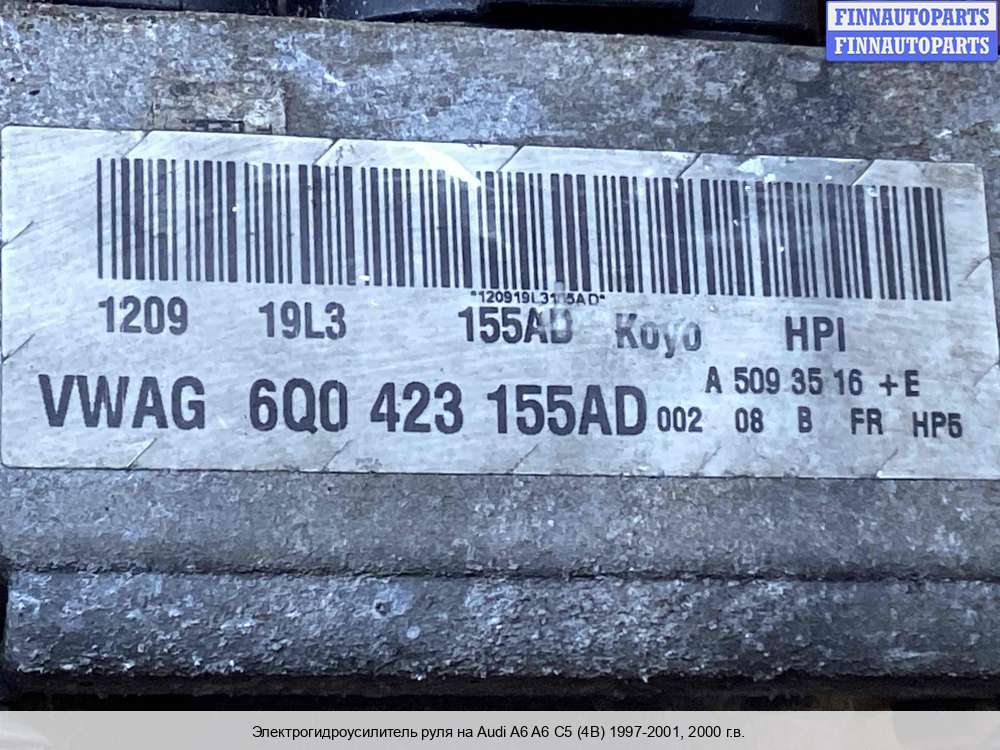 FINNAUTOPARTS
FINNAUTOPARTS
*120919L3155AD*
1209 19L3 155AD Koyo HPI
A 509 35 16 +E
VWAG 6Q0 423 155AD 002 08 B FR HP5
Электрогидроусилитель руля на Audi A6 A6 C5 (4B) 1997-2001, 2000 г.в.